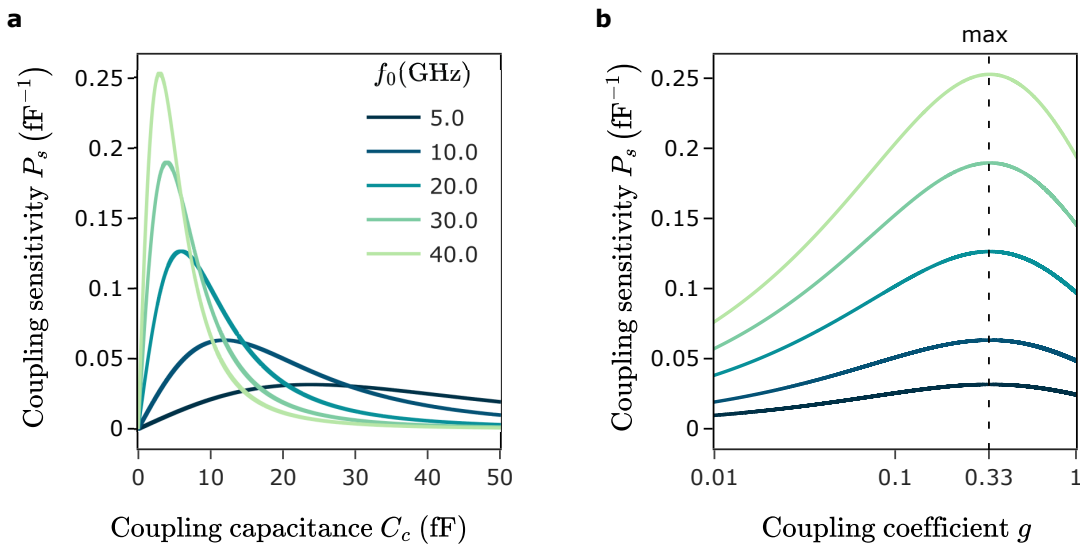 a
Coupling sensitivity P_s (fF⁻¹)
0.25
0.2
0.15
0.1
0.05
0
f₀(GHz)
5.0
10.0
20.0
30.0
40.0
0 10 20 30 40 50
Coupling capacitance C_c (fF)
b
max
Coupling sensitivity P_s (fF⁻¹)
0.25
0.2
0.15
0.1
0.05
0
0.01 0.1 0.33 1
Coupling coefficient g